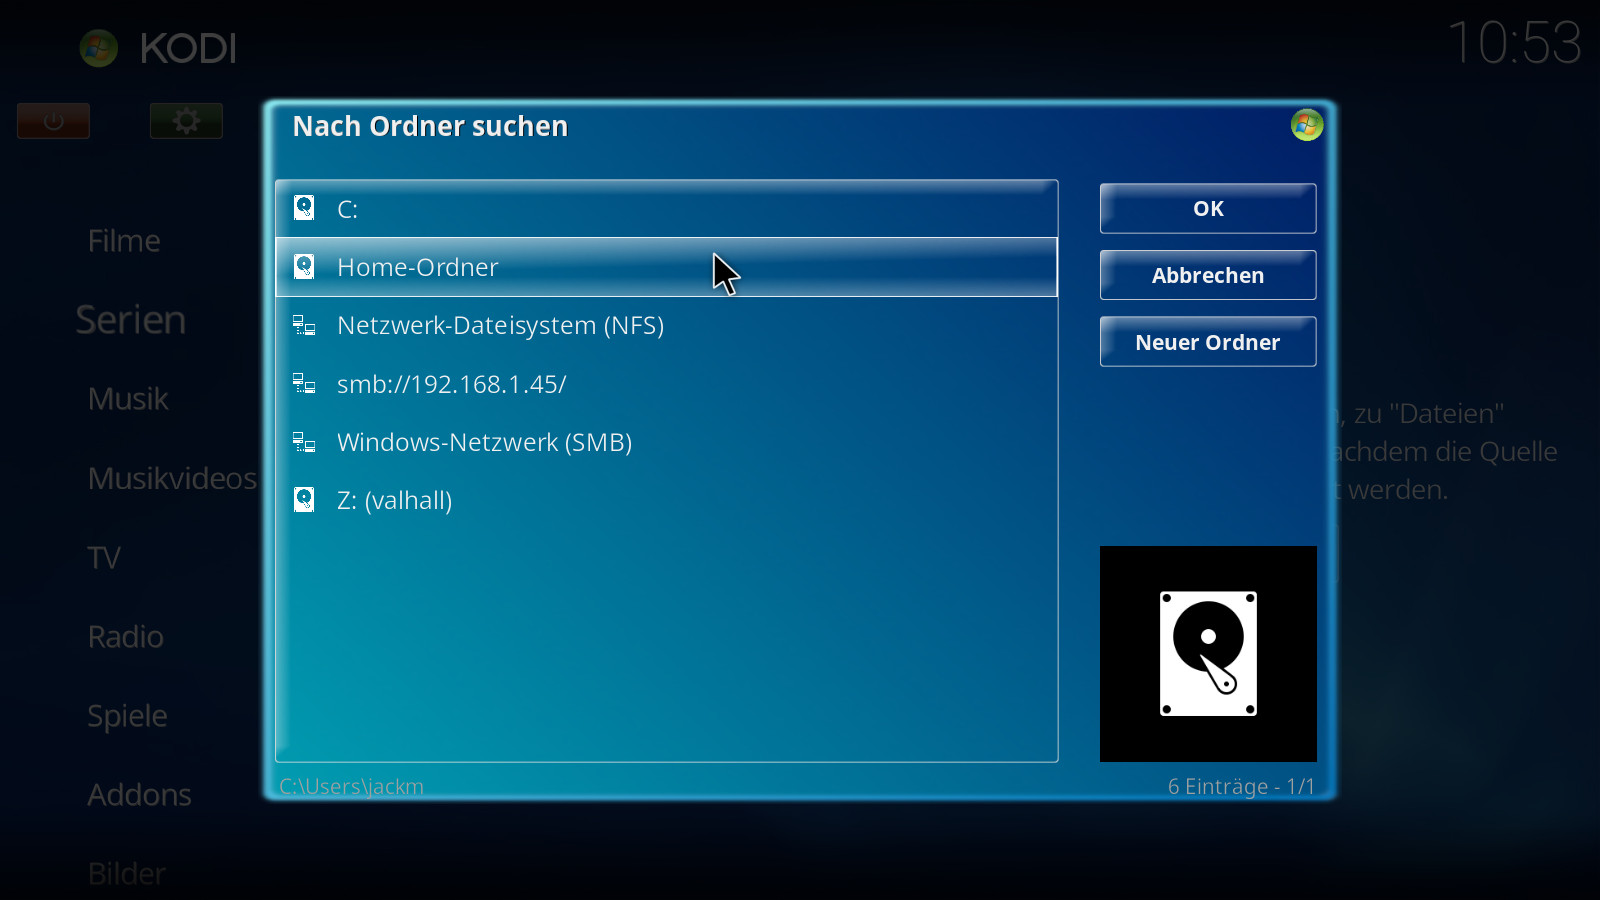 KODI
10:53
Nach Ordner suchen
C:
Home-Ordner
Netzwerk-Dateisystem (NFS)
smb://192.168.1.45/
Windows-Netzwerk (SMB)
Z: (valhall)
OK
Abbrechen
Neuer Ordner
C:\Users\jackm
6 Einträge - 1/1
Filme
Serien
Musik
Musikvideos
TV
Radio
Spiele
Addons
Bilder
, zu "Dateien"
die Quelle
werden.